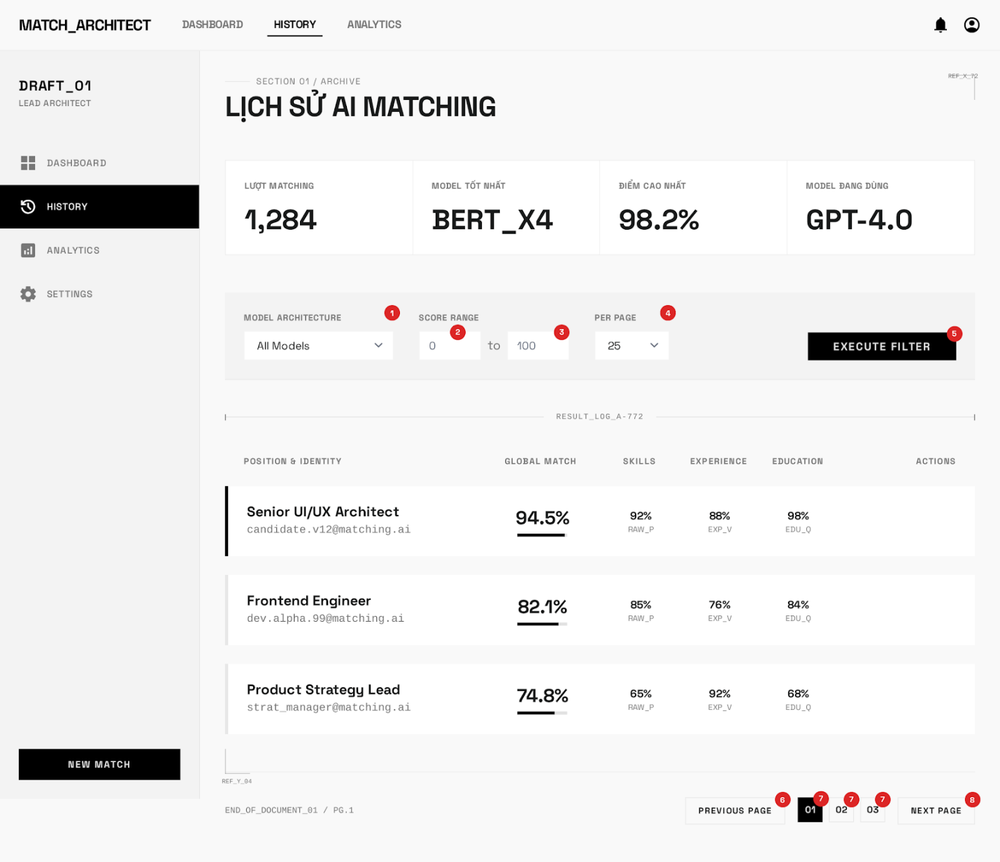 MATCH_ARCHITECT DASHBOARD HISTORY ANALYTICS
DRAFT_01
LEAD ARCHITECT
DASHBOARD
HISTORY
ANALYTICS
SETTINGS
NEW MATCH
SECTION 01 / ARCHIVE
REF_X_72
LỊCH SỬ AI MATCHING
LƯỢT MATCHING
1,284
MODEL TỐT NHẤT
BERT_X4
ĐIỂM CAO NHẤT
98.2%
MODEL ĐANG DÙNG
GPT-4.0
MODEL ARCHITECTURE 1
All Models
SCORE RANGE
2 3
0 to 100
PER PAGE 4
25
EXECUTE FILTER 5
RESULT_LOG_A-772
POSITION & IDENTITY GLOBAL MATCH SKILLS EXPERIENCE EDUCATION ACTIONS
Senior UI/UX Architect
candidate.v12@matching.ai
94.5%
92%
RAW_P
88%
EXP_V
98%
EDU_Q
Frontend Engineer
dev.alpha.99@matching.ai
82.1%
85%
RAW_P
76%
EXP_V
84%
EDU_Q
Product Strategy Lead
strat_manager@matching.ai
74.8%
65%
RAW_P
92%
EXP_V
68%
EDU_Q
REF_Y_04
END_OF_DOCUMENT_01 / PG.1
6 7 7 7 8
PREVIOUS PAGE 01 02 03 NEXT PAGE